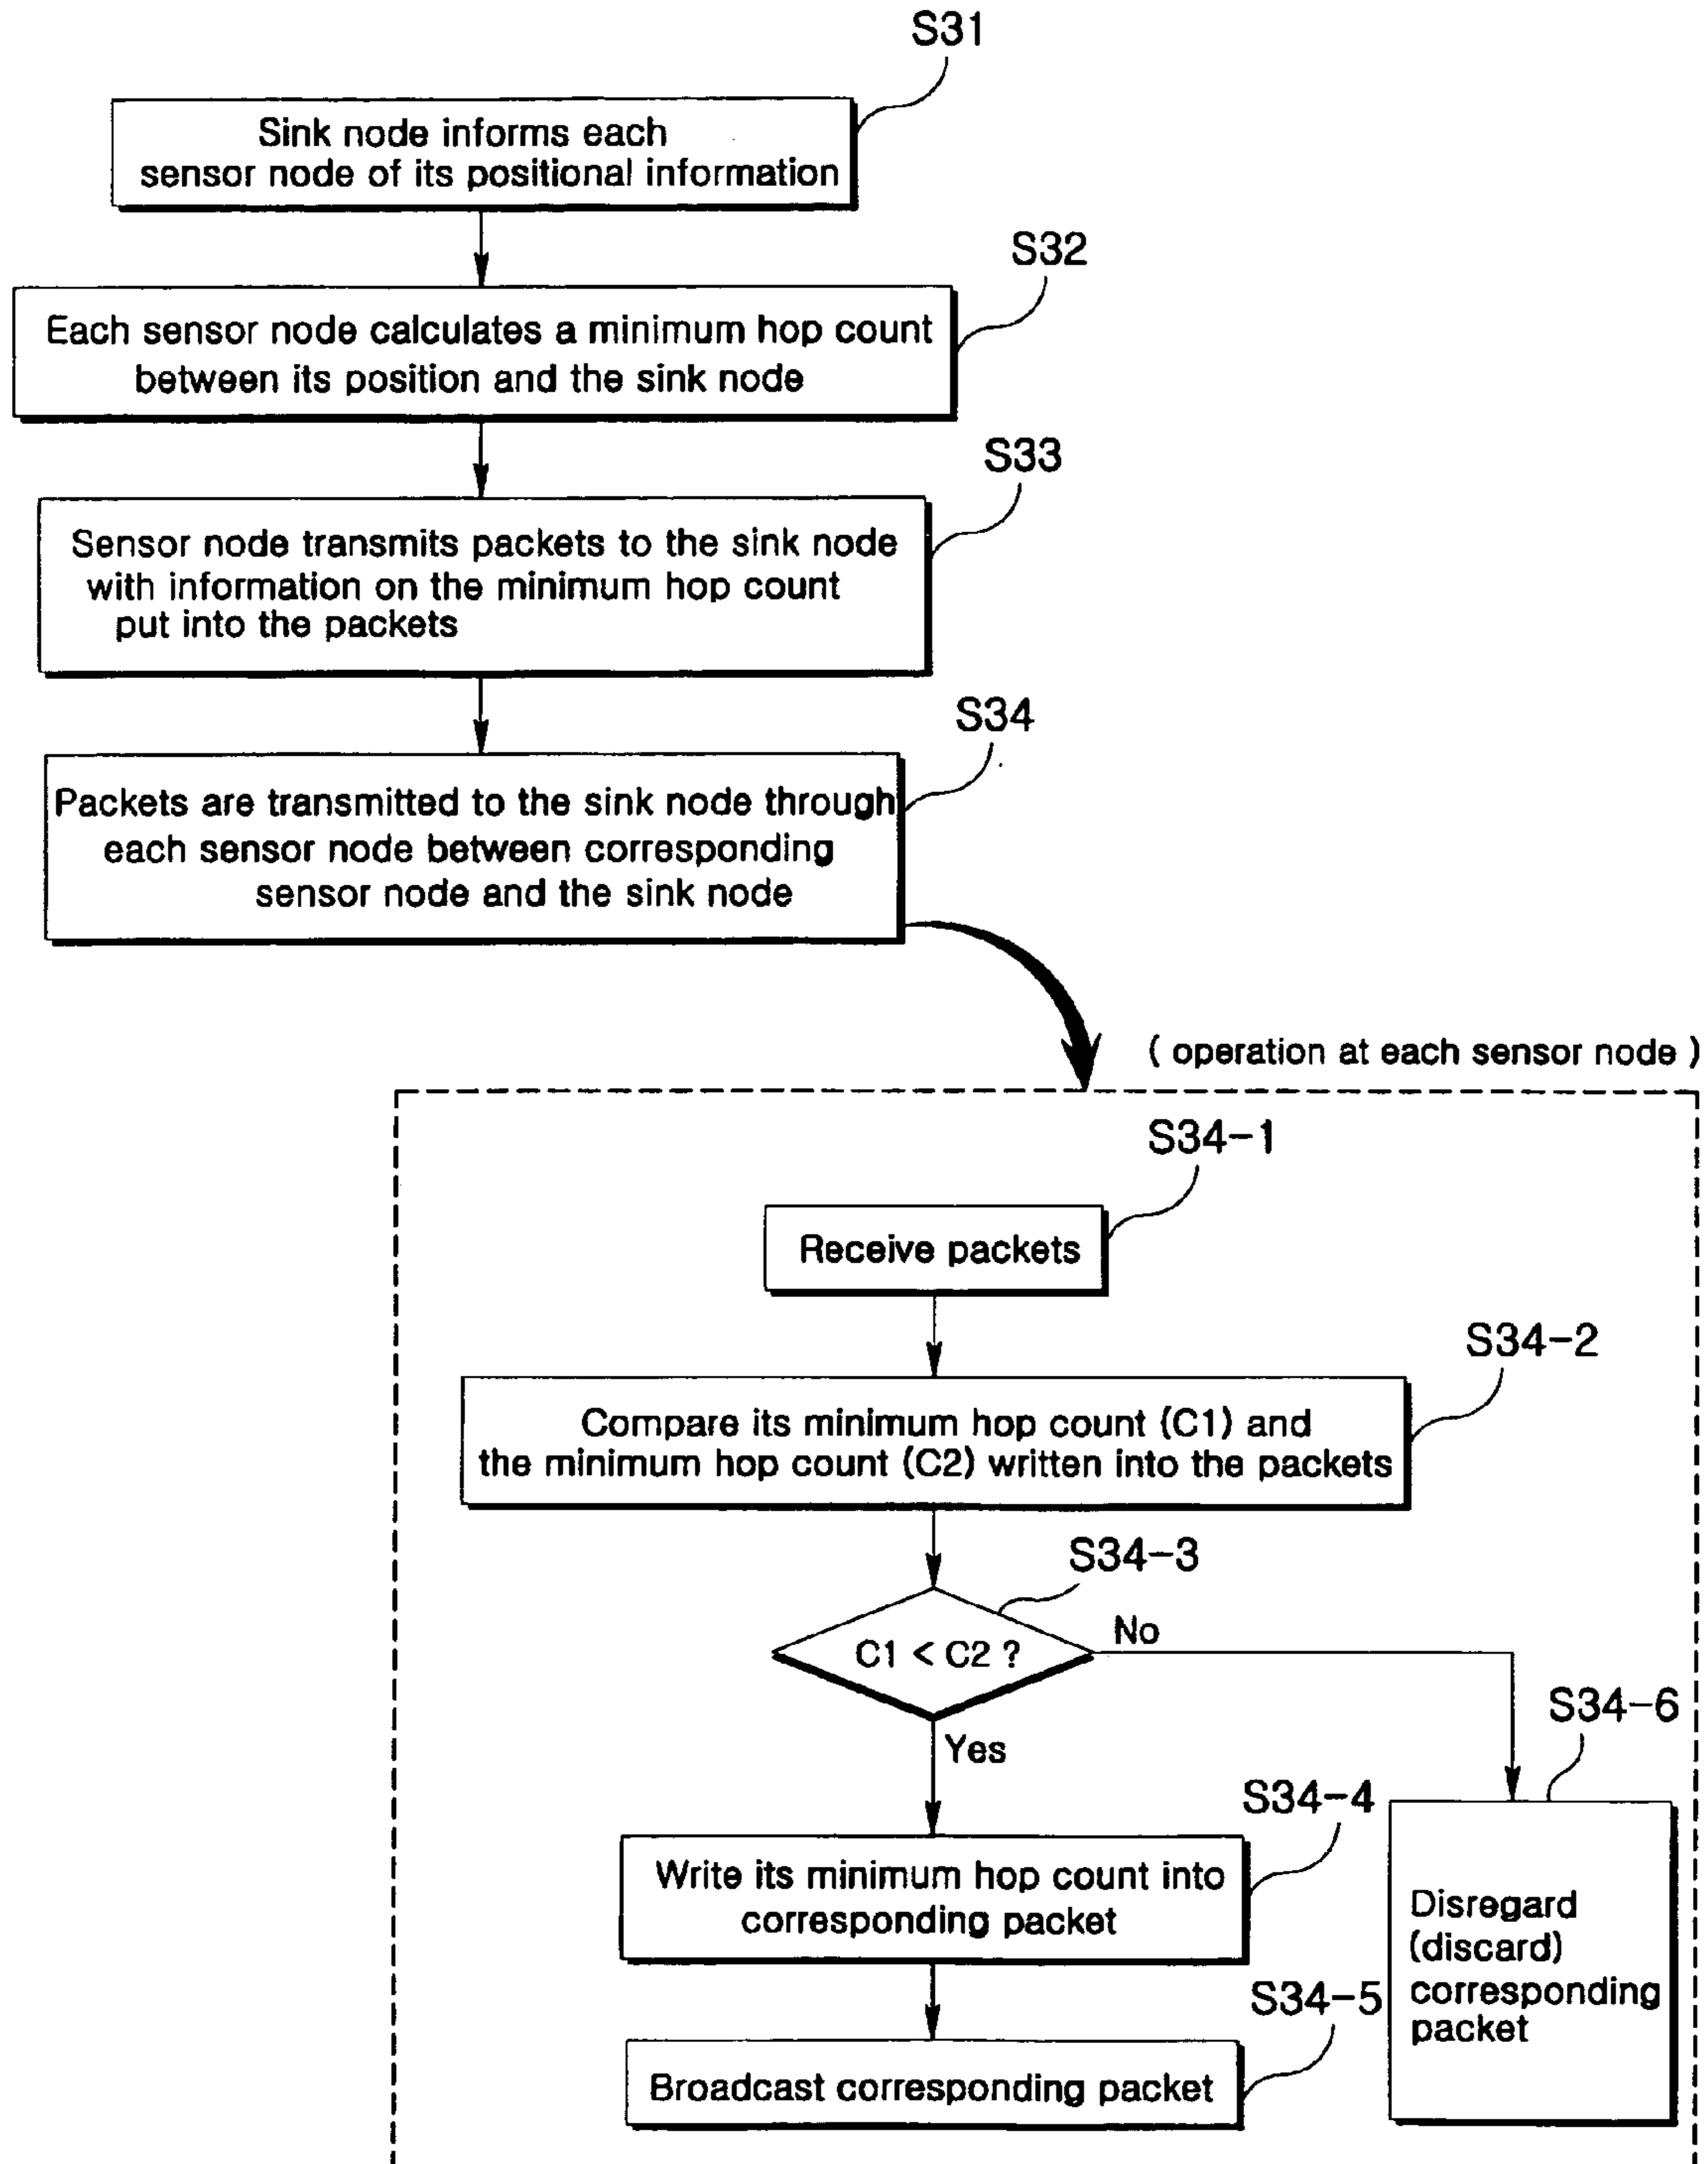 S31
Sink node informs each
sensor node of its positional information
S32
Each sensor node calculates a minimum hop count
between its position and the sink node
S33
Sensor node transmits packets to the sink node
with information on the minimum hop count
put into the packets
S34
Packets are transmitted to the sink node through
each sensor node between corresponding
sensor node and the sink node
( operation at each sensor node )
S34-1
Receive packets
S34-2
Compare its minimum hop count (C1) and
the minimum hop count (C2) written into the packets
S34-3
C1 < C2 ?
No
Yes
S34-4
Write its minimum hop count into
corresponding packet
S34-5
Broadcast corresponding packet
S34-6
Disregard
(discard)
corresponding
packet